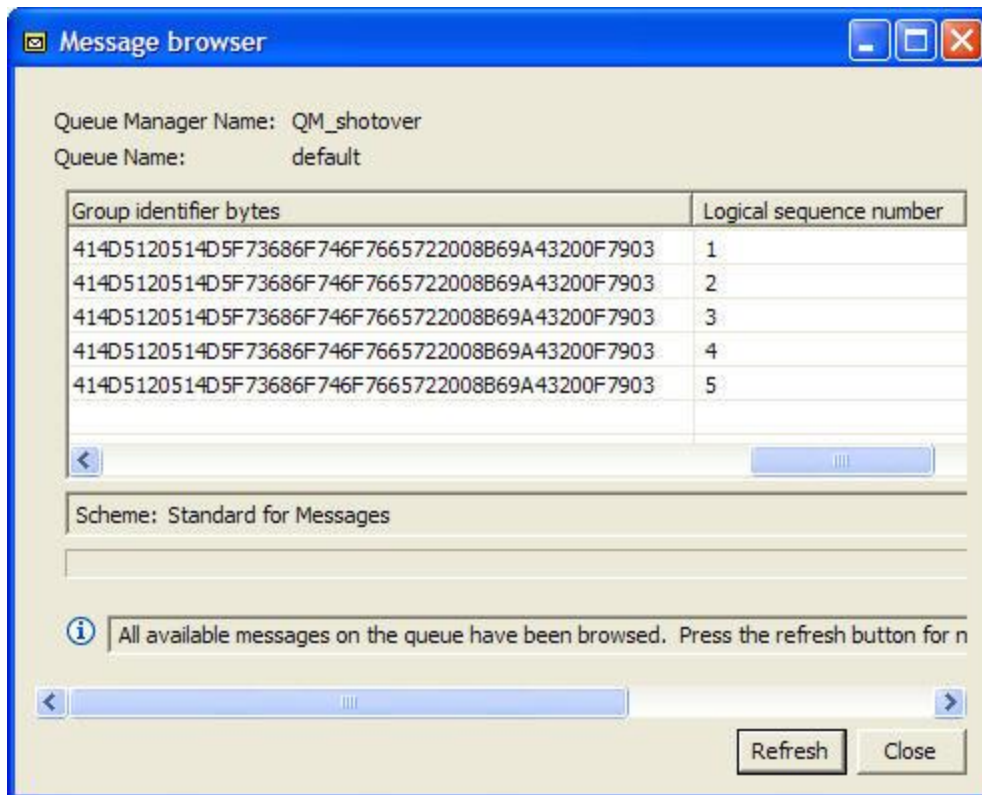 Message browser
Queue Manager Name: QM_shotover
Queue Name: default
Group identifier bytes Logical sequence number
414D5120514D5F73686F746F7665722008B69A43200F7903 1
414D5120514D5F73686F746F7665722008B69A43200F7903 2
414D5120514D5F73686F746F7665722008B69A43200F7903 3
414D5120514D5F73686F746F7665722008B69A43200F7903 4
414D5120514D5F73686F746F7665722008B69A43200F7903 5
Scheme: Standard for Messages
All available messages on the queue have been browsed. Press the refresh button for n
Refresh Close